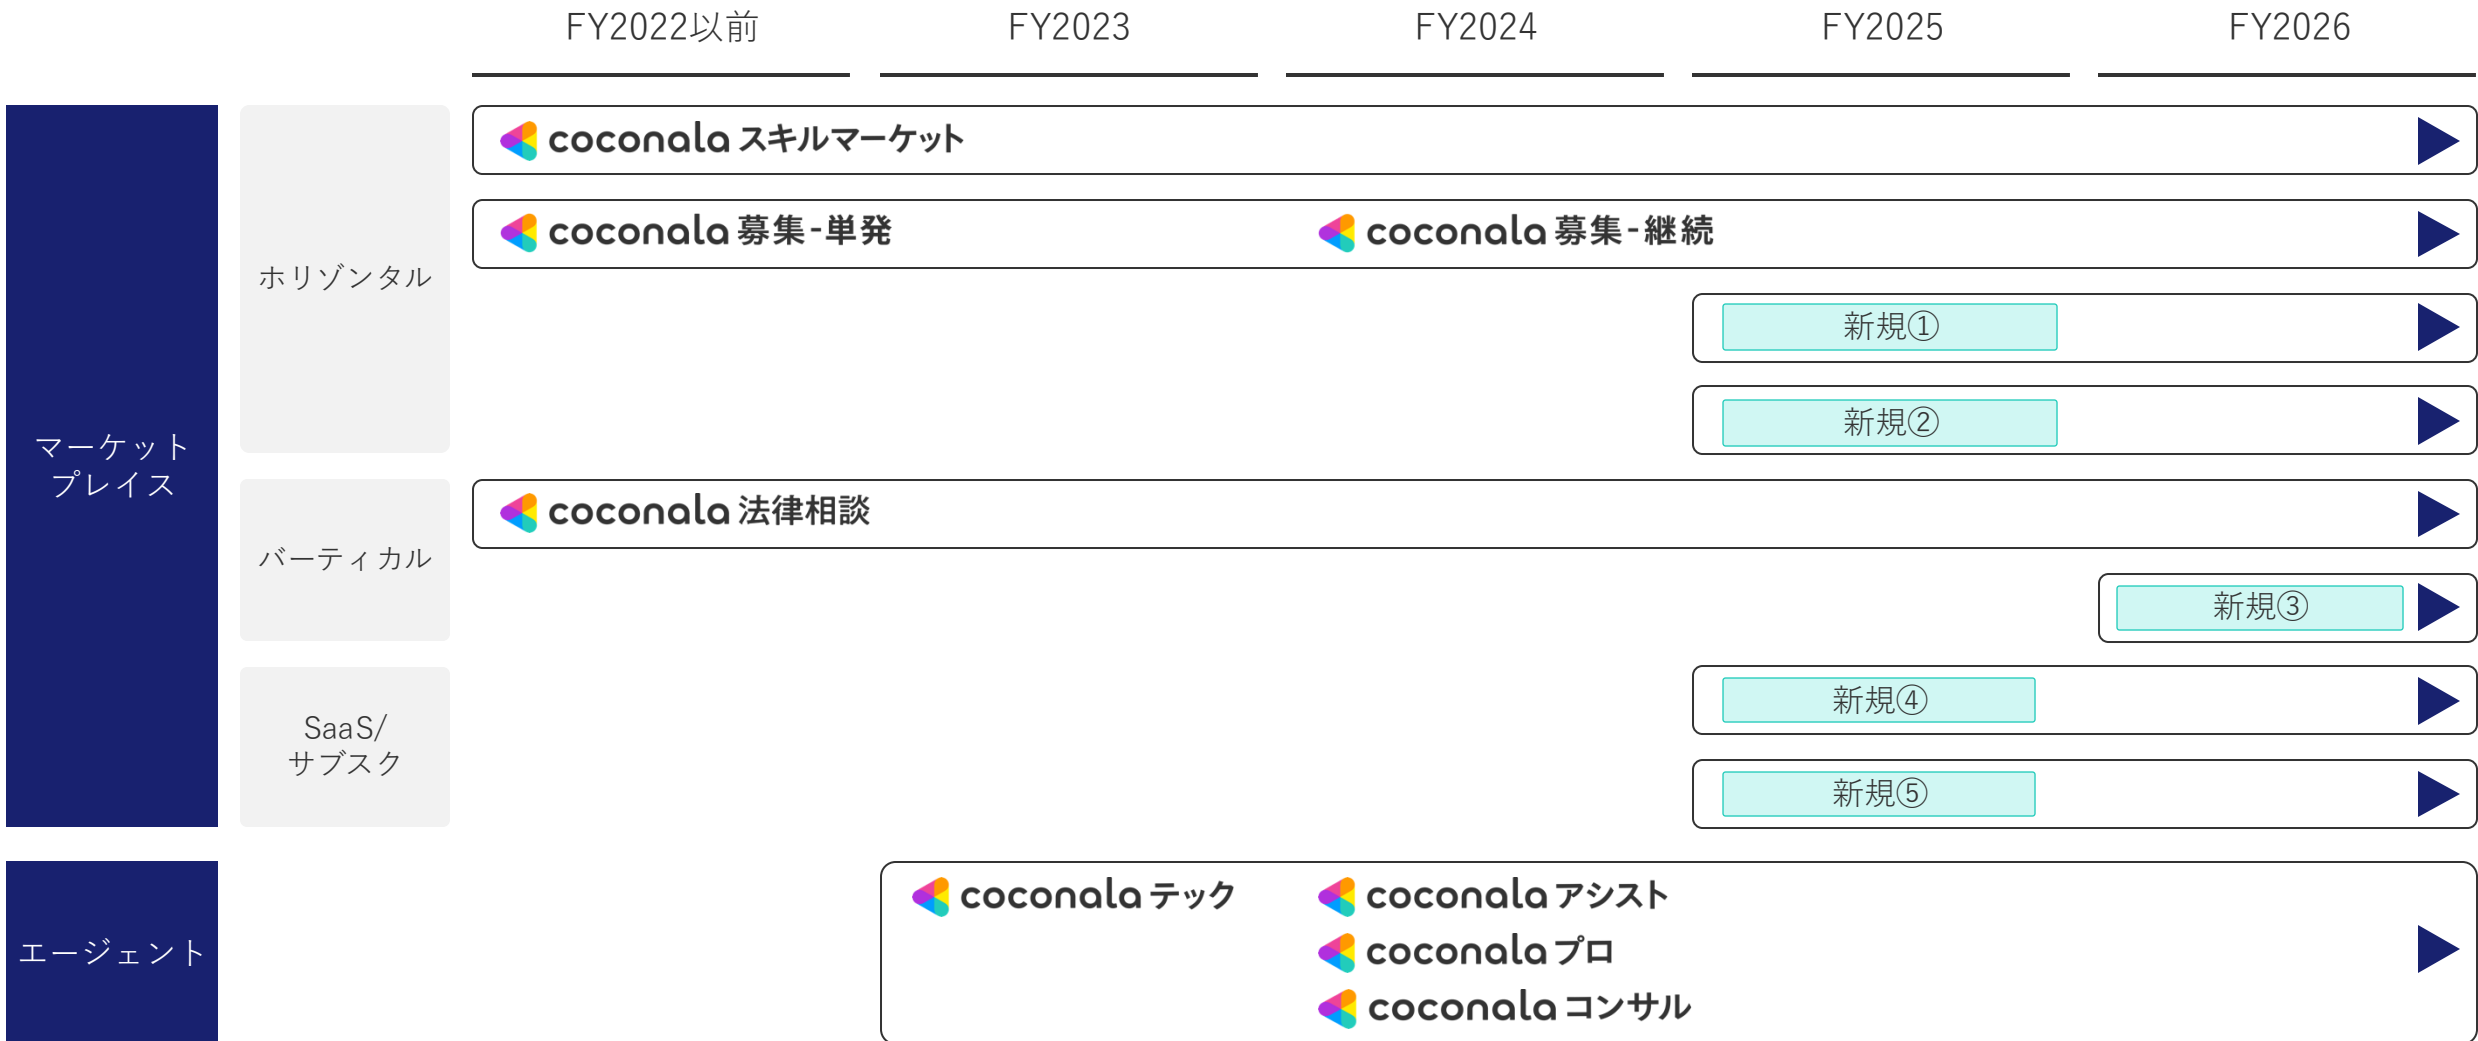 FY2022以前
FY2023
FY2024
FY2025
FY2026
マーケット
プレイス
ホリゾンタル
coconala スキルマーケット
coconala 募集-単発
coconala 募集-継続
新規①
新規②
バーティカル
coconala 法律相談
新規③
SaaS/
サブスク
新規④
新規⑤
エージェント
coconala テック
coconala アシスト
coconala プロ
coconala コンサル